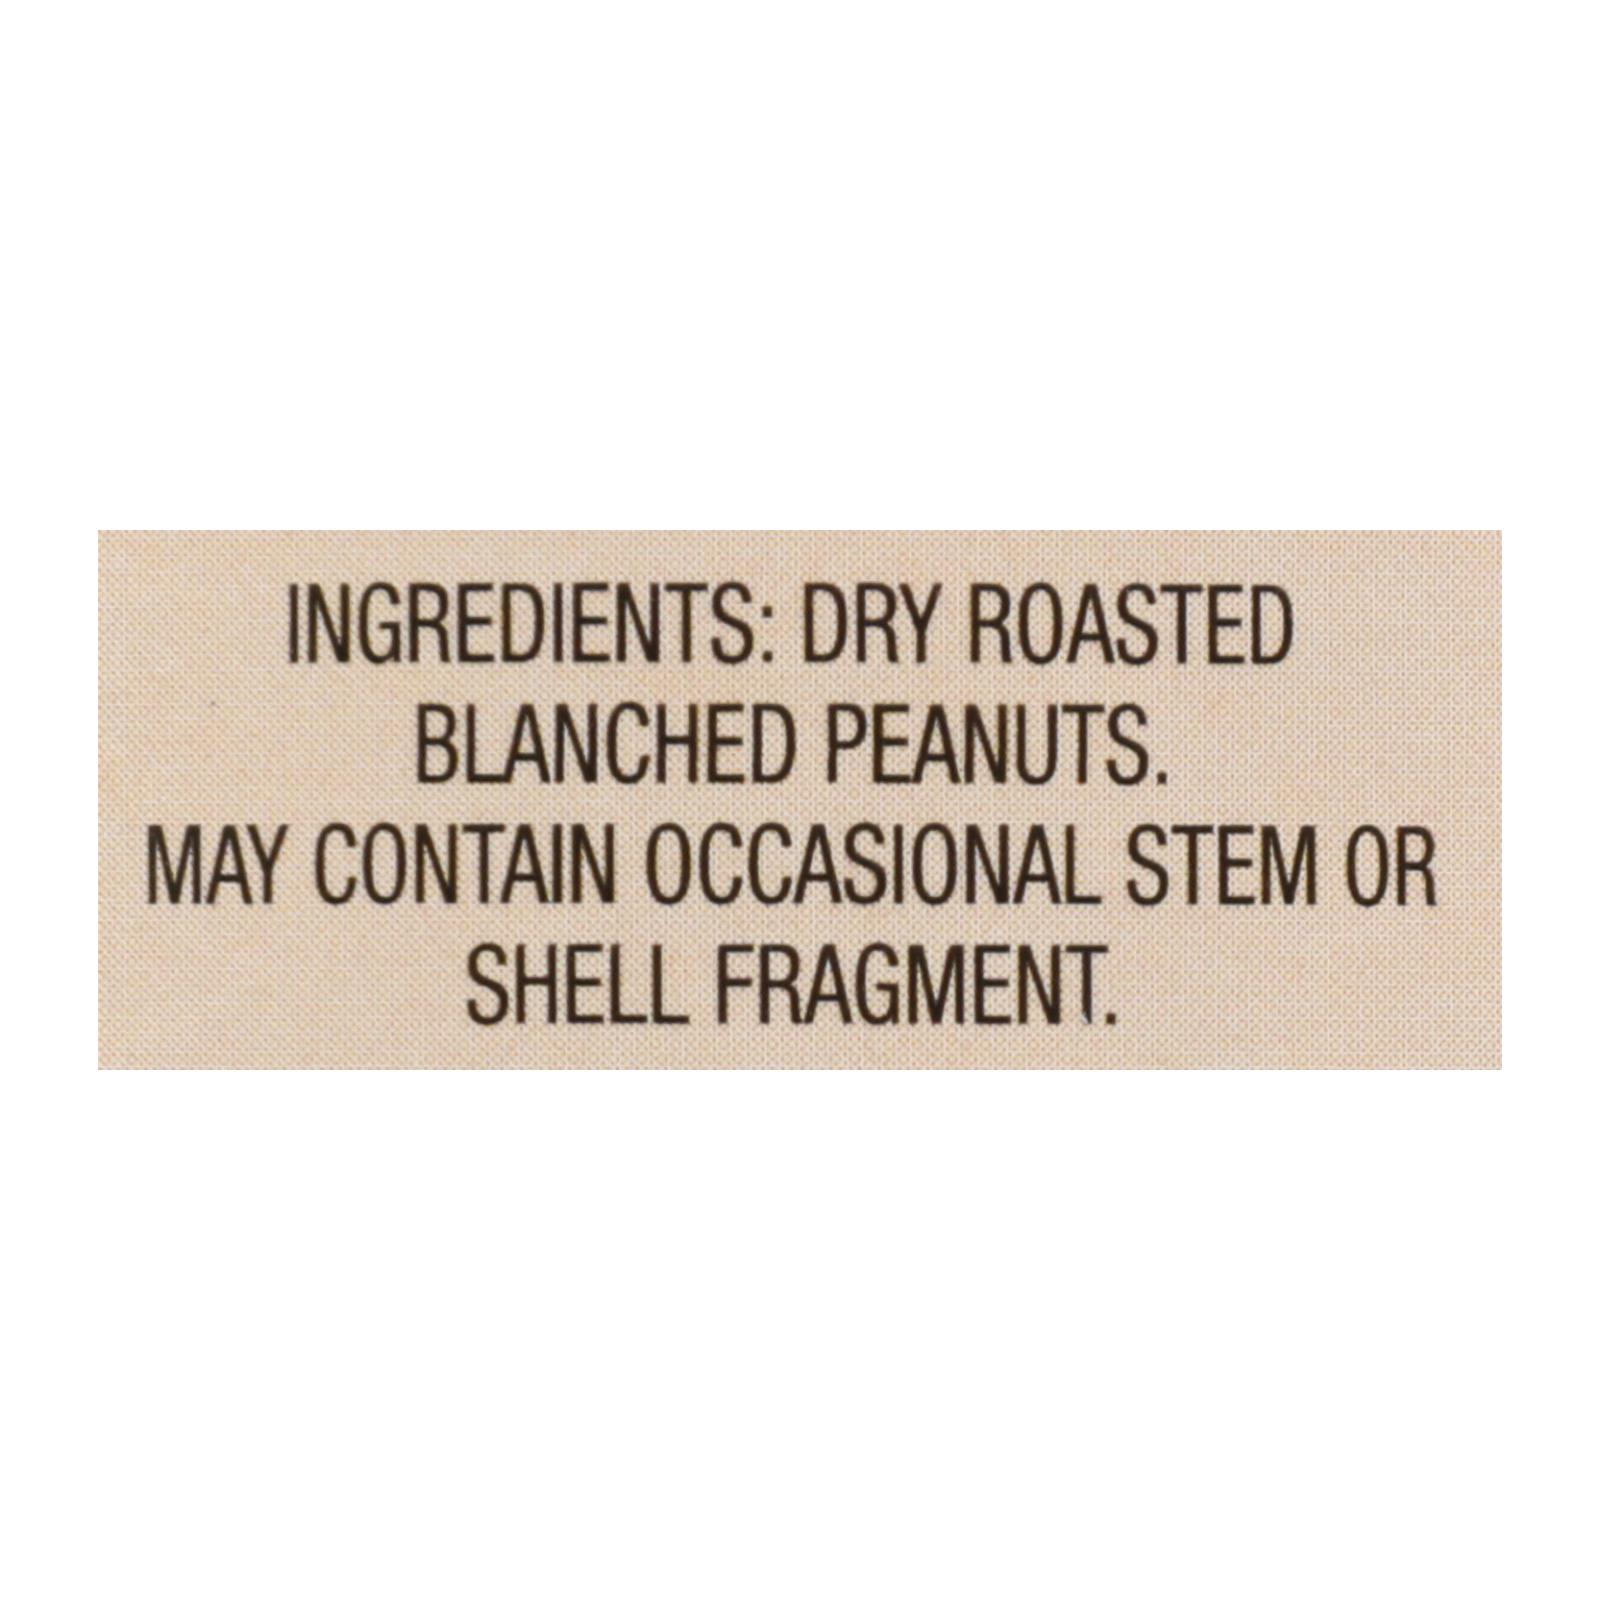 INGREDIENTS: DRY ROASTED
BLANCHED PEANUTS.
MAY CONTAIN OCCASIONAL STEM OR
SHELL FRAGMENT.